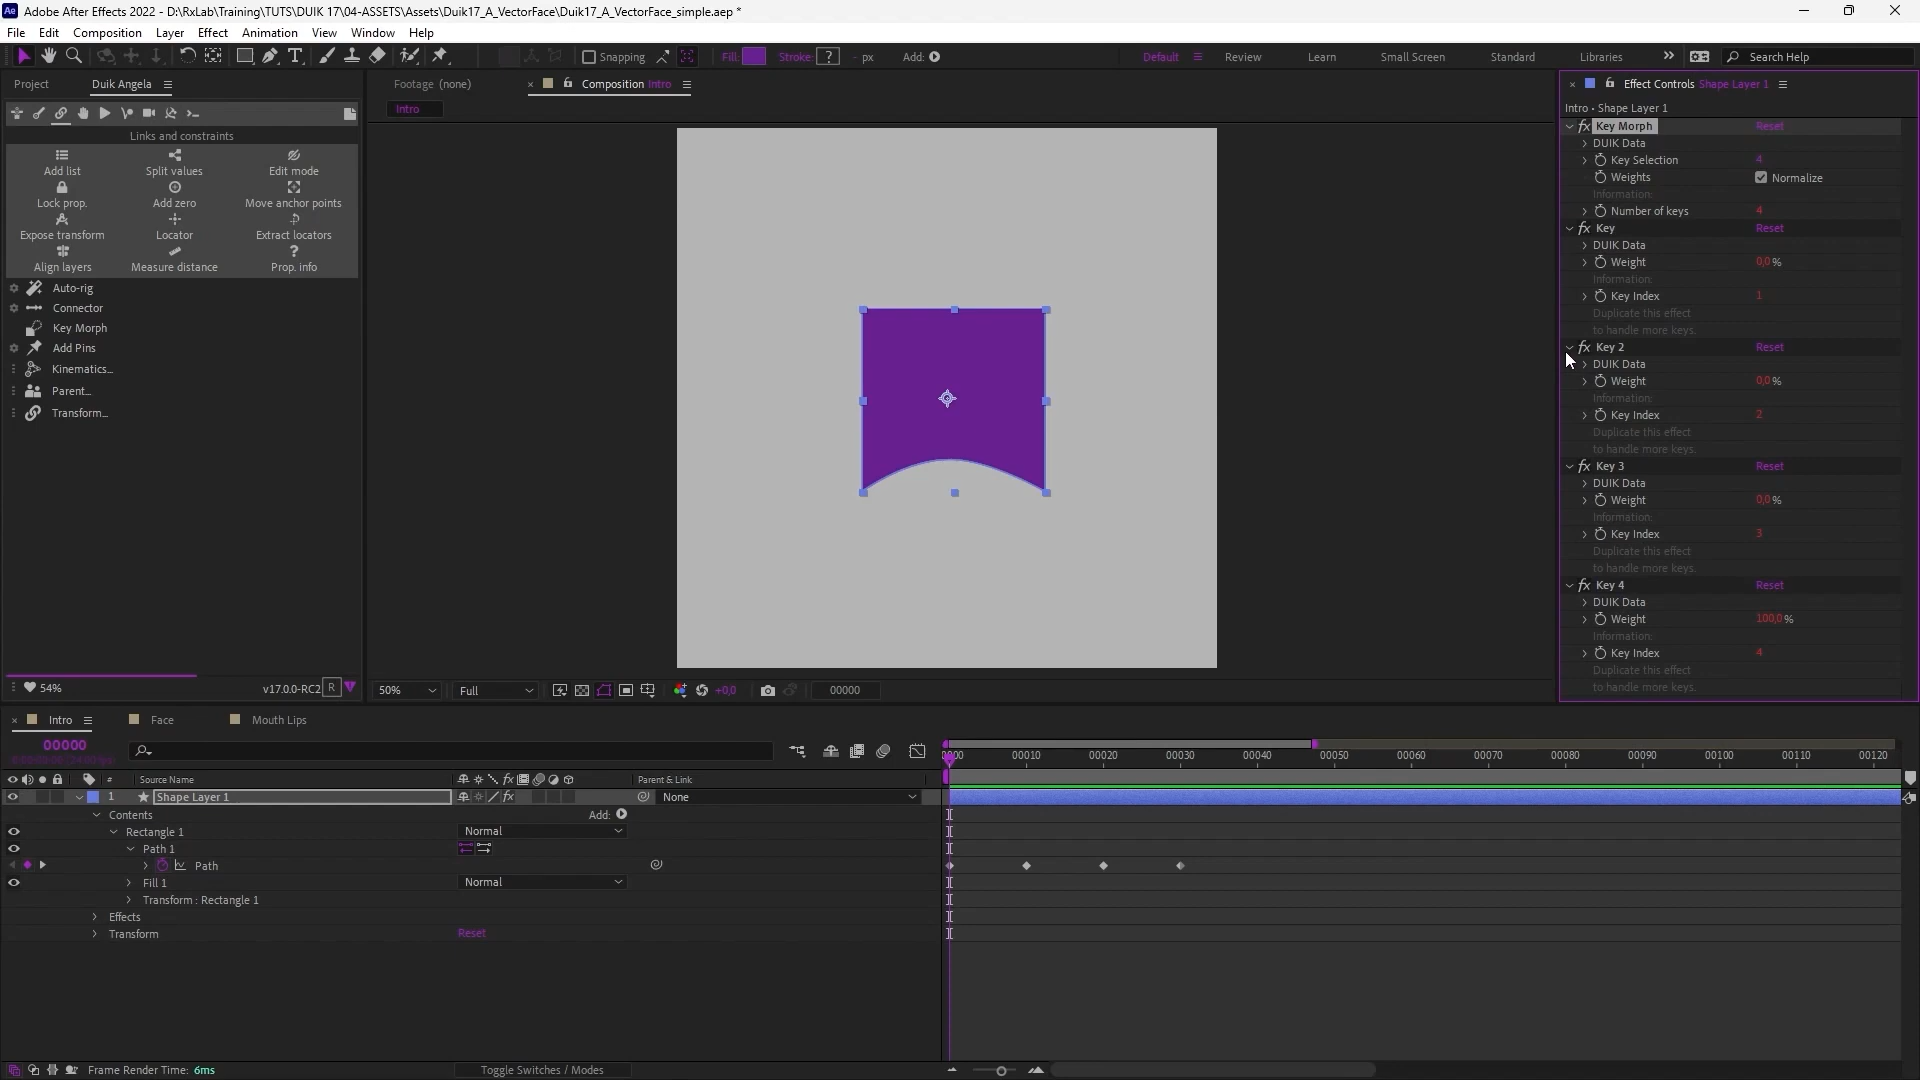 Ae Adobe After Effects 2022 - D:\RxLab\Training\TUTS\DUIK 17\04-ASSETS\Assets\Duik17_A_VectorFace\Duik17_A_VectorFace_simple.aep *
File Edit Composition Layer Effect Animation View Window Help
Snapping Fill: Stroke: ? - px Add: Default Review Learn Small Screen Standard Libraries Search Help
Project Duik Angela
Links and constraints
Add list Split values Edit mode
Lock prop. Add zero Move anchor points
Expose transform Locator Extract locators
Align layers Measure distance Prop. info
Auto-rig
Connector
Key Morph
Add Pins
Kinematics...
Parent...
Transform...
54% v17.0.0-RC2 R
Footage (none) Composition Intro
Intro
50% Full +0,0 00000
Effect Controls Shape Layer 1
Intro • Shape Layer 1
fx Key Morph Reset
DUIK Data
Key Selection 4
Weights Normalize
Information:
Number of keys 4
fx Key Reset
DUIK Data
Weight 0,0 %
Information:
Key Index 1
Duplicate this effect
to handle more keys.
fx Key 2 Reset
DUIK Data
Weight 0,0 %
Information:
Key Index 2
Duplicate this effect
to handle more keys.
fx Key 3 Reset
DUIK Data
Weight 0,0 %
Information:
Key Index 3
Duplicate this effect
to handle more keys.
fx Key 4 Reset
DUIK Data
Weight 100,0 %
Information:
Key Index 4
Duplicate this effect
to handle more keys.
Intro Face Mouth Lips
00000
00010 00020 00030 00040 00050 00060 00070 00080 00090 00100 00110 00120
# Source Name fx Parent & Link
1 Shape Layer 1 fx None
Contents Add:
Rectangle 1 Normal
Path 1
Path
Fill 1 Normal
Transform : Rectangle 1
Effects
Transform Reset
Frame Render Time: 6ms Toggle Switches / Modes